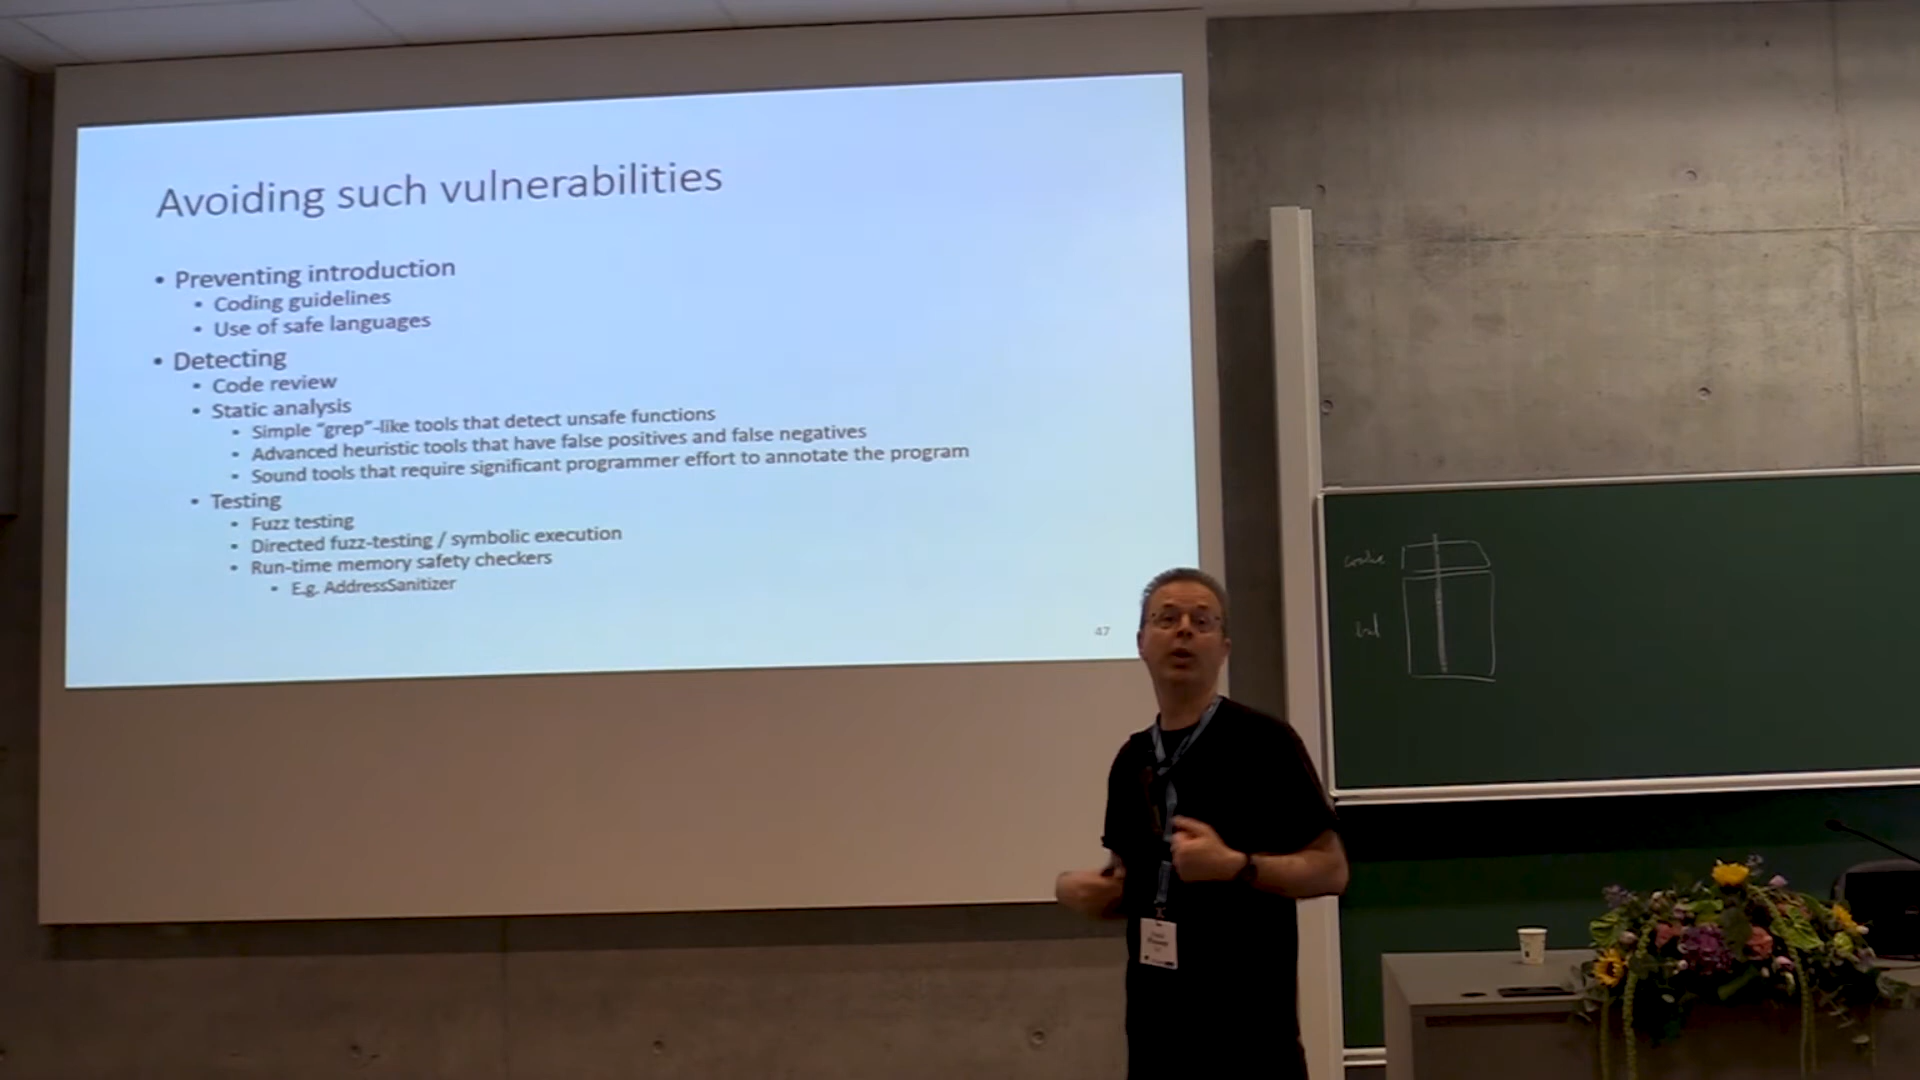 Avoiding such vulnerabilities
• Preventing introduction
• Coding guidelines
• Use of safe languages
• Detecting
• Code review
• Static analysis
• Simple “grep”-like tools that detect unsafe functions
• Advanced heuristic tools that have false positives and false negatives
• Sound tools that require significant programmer effort to annotate the program
• Testing
• Fuzz testing
• Directed fuzz-testing / symbolic execution
• Run-time memory safety checkers
• E.g. AddressSanitizer
47